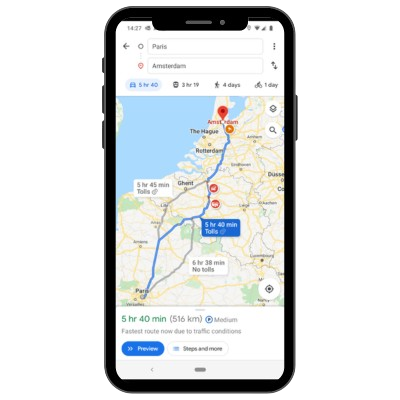 14:27
Paris
Amsterdam
5 hr 40
3 hr 19
4 days
1 day
Amsterdam
The Hague
Rotterdam
Ghent
5 hr 45 min
Tolls
5 hr 40 min
Tolls
6 hr 38 min
No tolls
Paris
5 hr 40 min (516 km) P Medium
Fastest route now due to traffic conditions
Preview
Steps and more